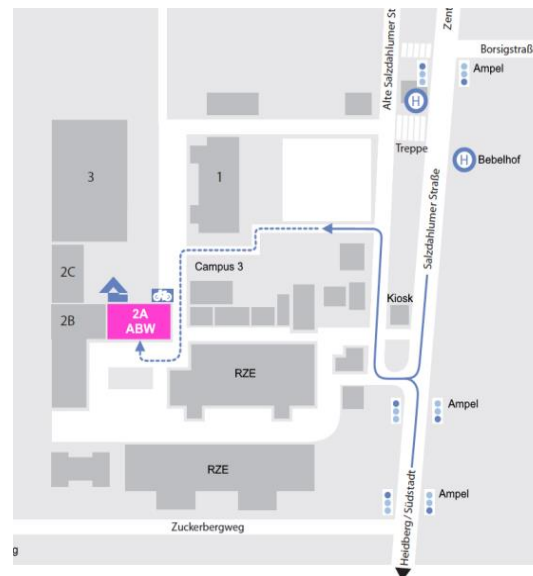 Alte Salzdahlumer St
Zent
Borsigstraß
Ampel
H
Treppe
H
Bebelhof
Salzdahlumer Straße
3
1
Campus 3
2C
Kiosk
2B
2A
ABW
RZE
Ampel
RZE
Ampel
Heidberg/Südstadt
Zuckerbergweg
g